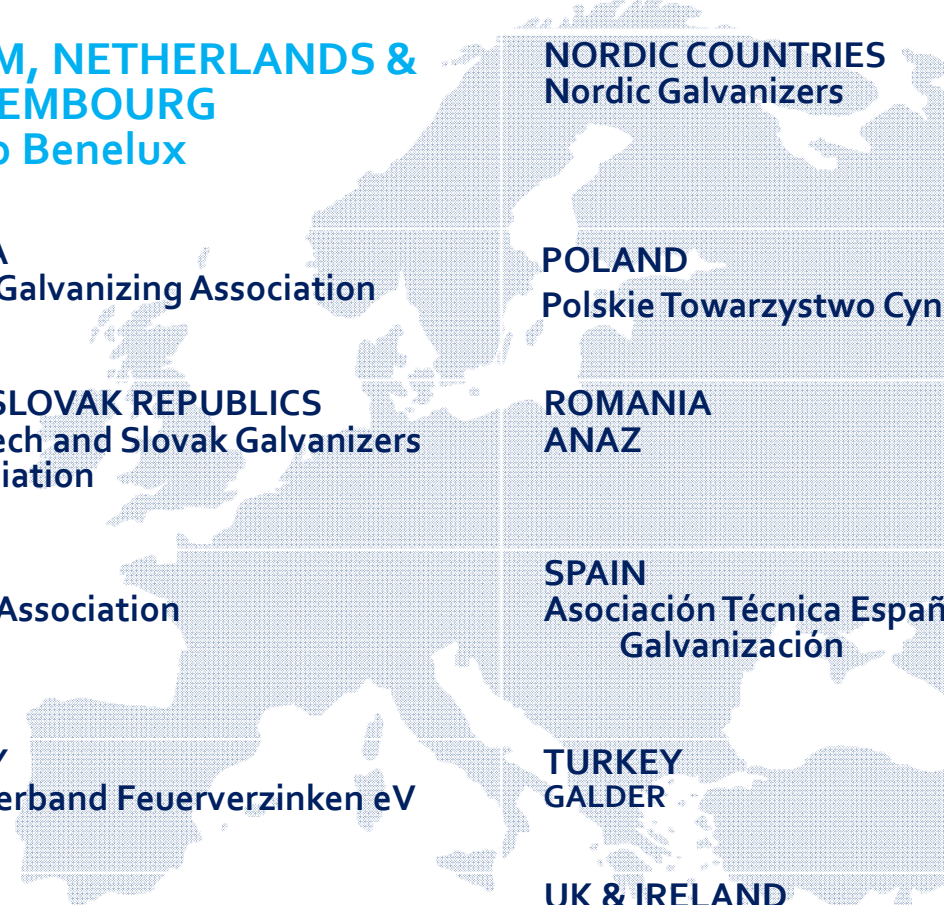 M, NETHERLANDS &
EMBOURG
o Benelux
A
Galvanizing Association
SLOVAK REPUBLICS
ech and Slovak Galvanizers
iation
Association
Y
erband Feuerverzinken eV
NORDIC COUNTRIES
Nordic Galvanizers
POLAND
Polskie Towarzystwo Cyn
ROMANIA
ANAZ
SPAIN
Asociación Técnica Españ
Galvanización
TURKEY
GALDER
UK & IRELAND